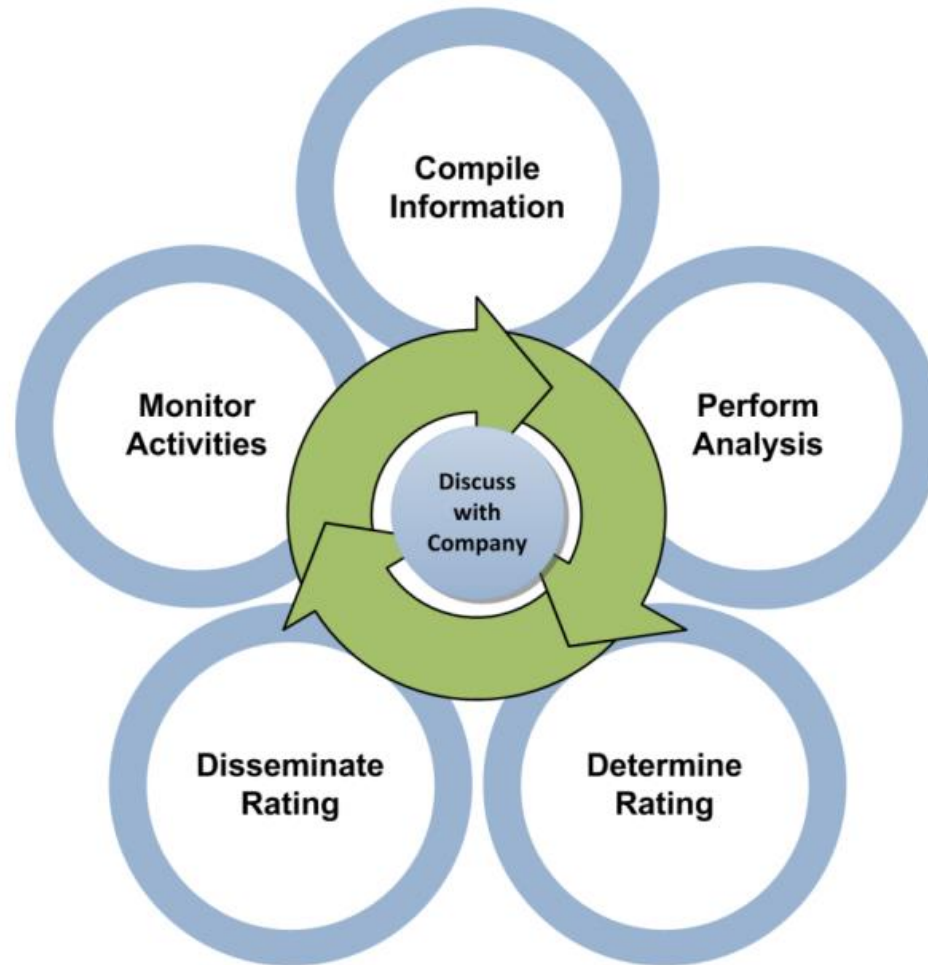 Compile
Information
Perform
Analysis
Determine
Rating
Disseminate
Rating
Monitor
Activities
Discuss
with
Company